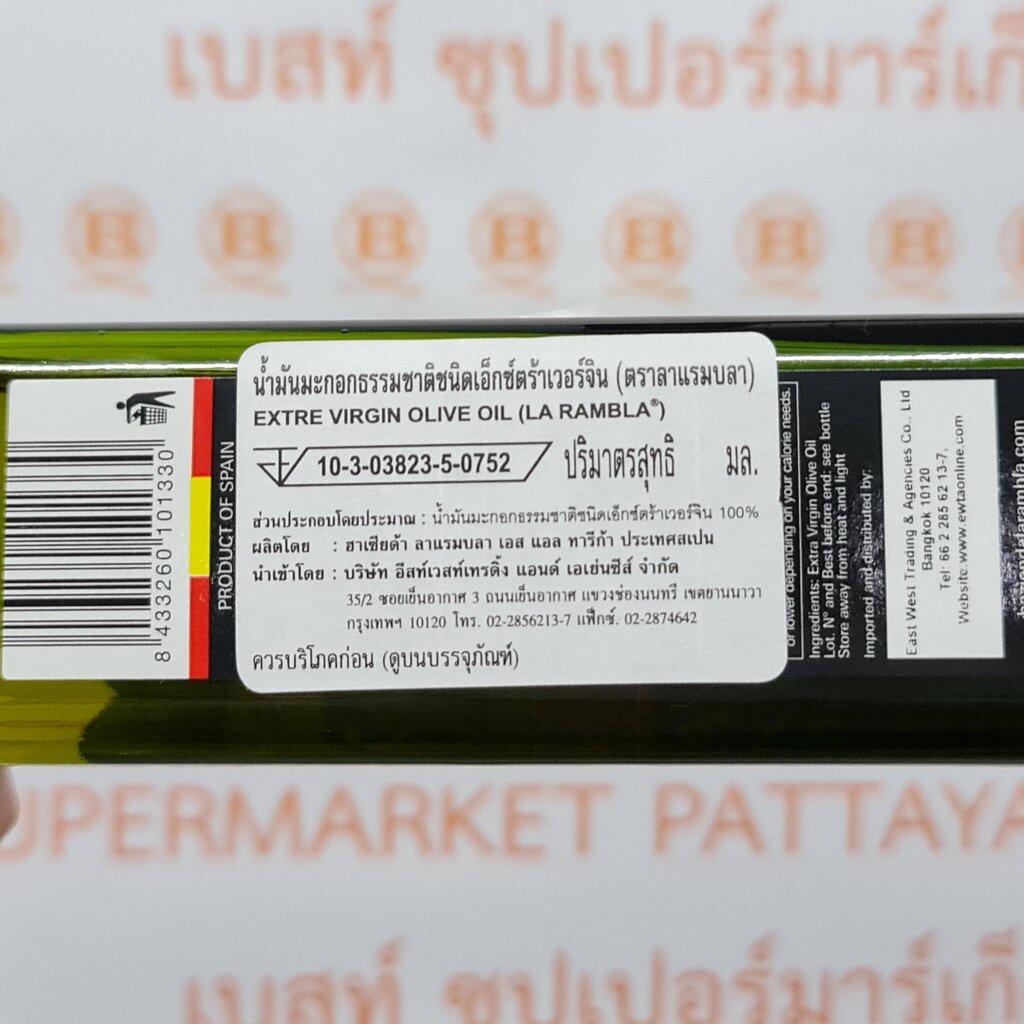 เบสท์ ซุปเปอร์มาร์เก็
B B B B B B B
น้ำมันมะกอกธรรมชาติชนิดเอ็กซ์ตร้าเวอร์จิน (ตราลาแรมบลา)
EXTRE VIRGIN OLIVE OIL (LA RAMBLA®)
10-3-03823-5-0752 ปริมาตรสุทธิ มล.
ส่วนประกอบโดยประมาณ : น้ำมันมะกอกธรรมชาติชนิดเอ็กซ์ตร้าเวอร์จิน 100%
ผลิตโดย : ฮาเซียด้า ลาแรมบลา เอส แอล ทารีก้า ประเทศสเปน
นำเข้าโดย : บริษัท อีสท์เวสท์เทรดิ้ง แอนด์ เอเย่นซีส์ จำกัด
35/2 ซอยเย็นอากาศ 3 ถนนเย็นอากาศ แขวงช่องนนทรี เขตยานนาวา
กรุงเทพฯ 10120 โทร. 02-2856213-7 แฟ็กซ์. 02-2874642
ควรบริโภคก่อน (ดูบนบรรจุภัณฑ์)
8 433260 101330
PRODUCT OF SPAIN
or lower depending on your calorie needs.
Ingredients: Extra Virgin Olive Oil
Lot. Nº and Best before end: see bottle
Store away from heat and light
Imported and distributed by:
East West Trading & Agencies Co., Ltd
Bangkok 10120
Tel: 66 2 285 62 13-7,
Website:www.ewtaonline.com
UPERMARKET PATTAYA
เบสท์ ซุปเปอร์มาร์เก็